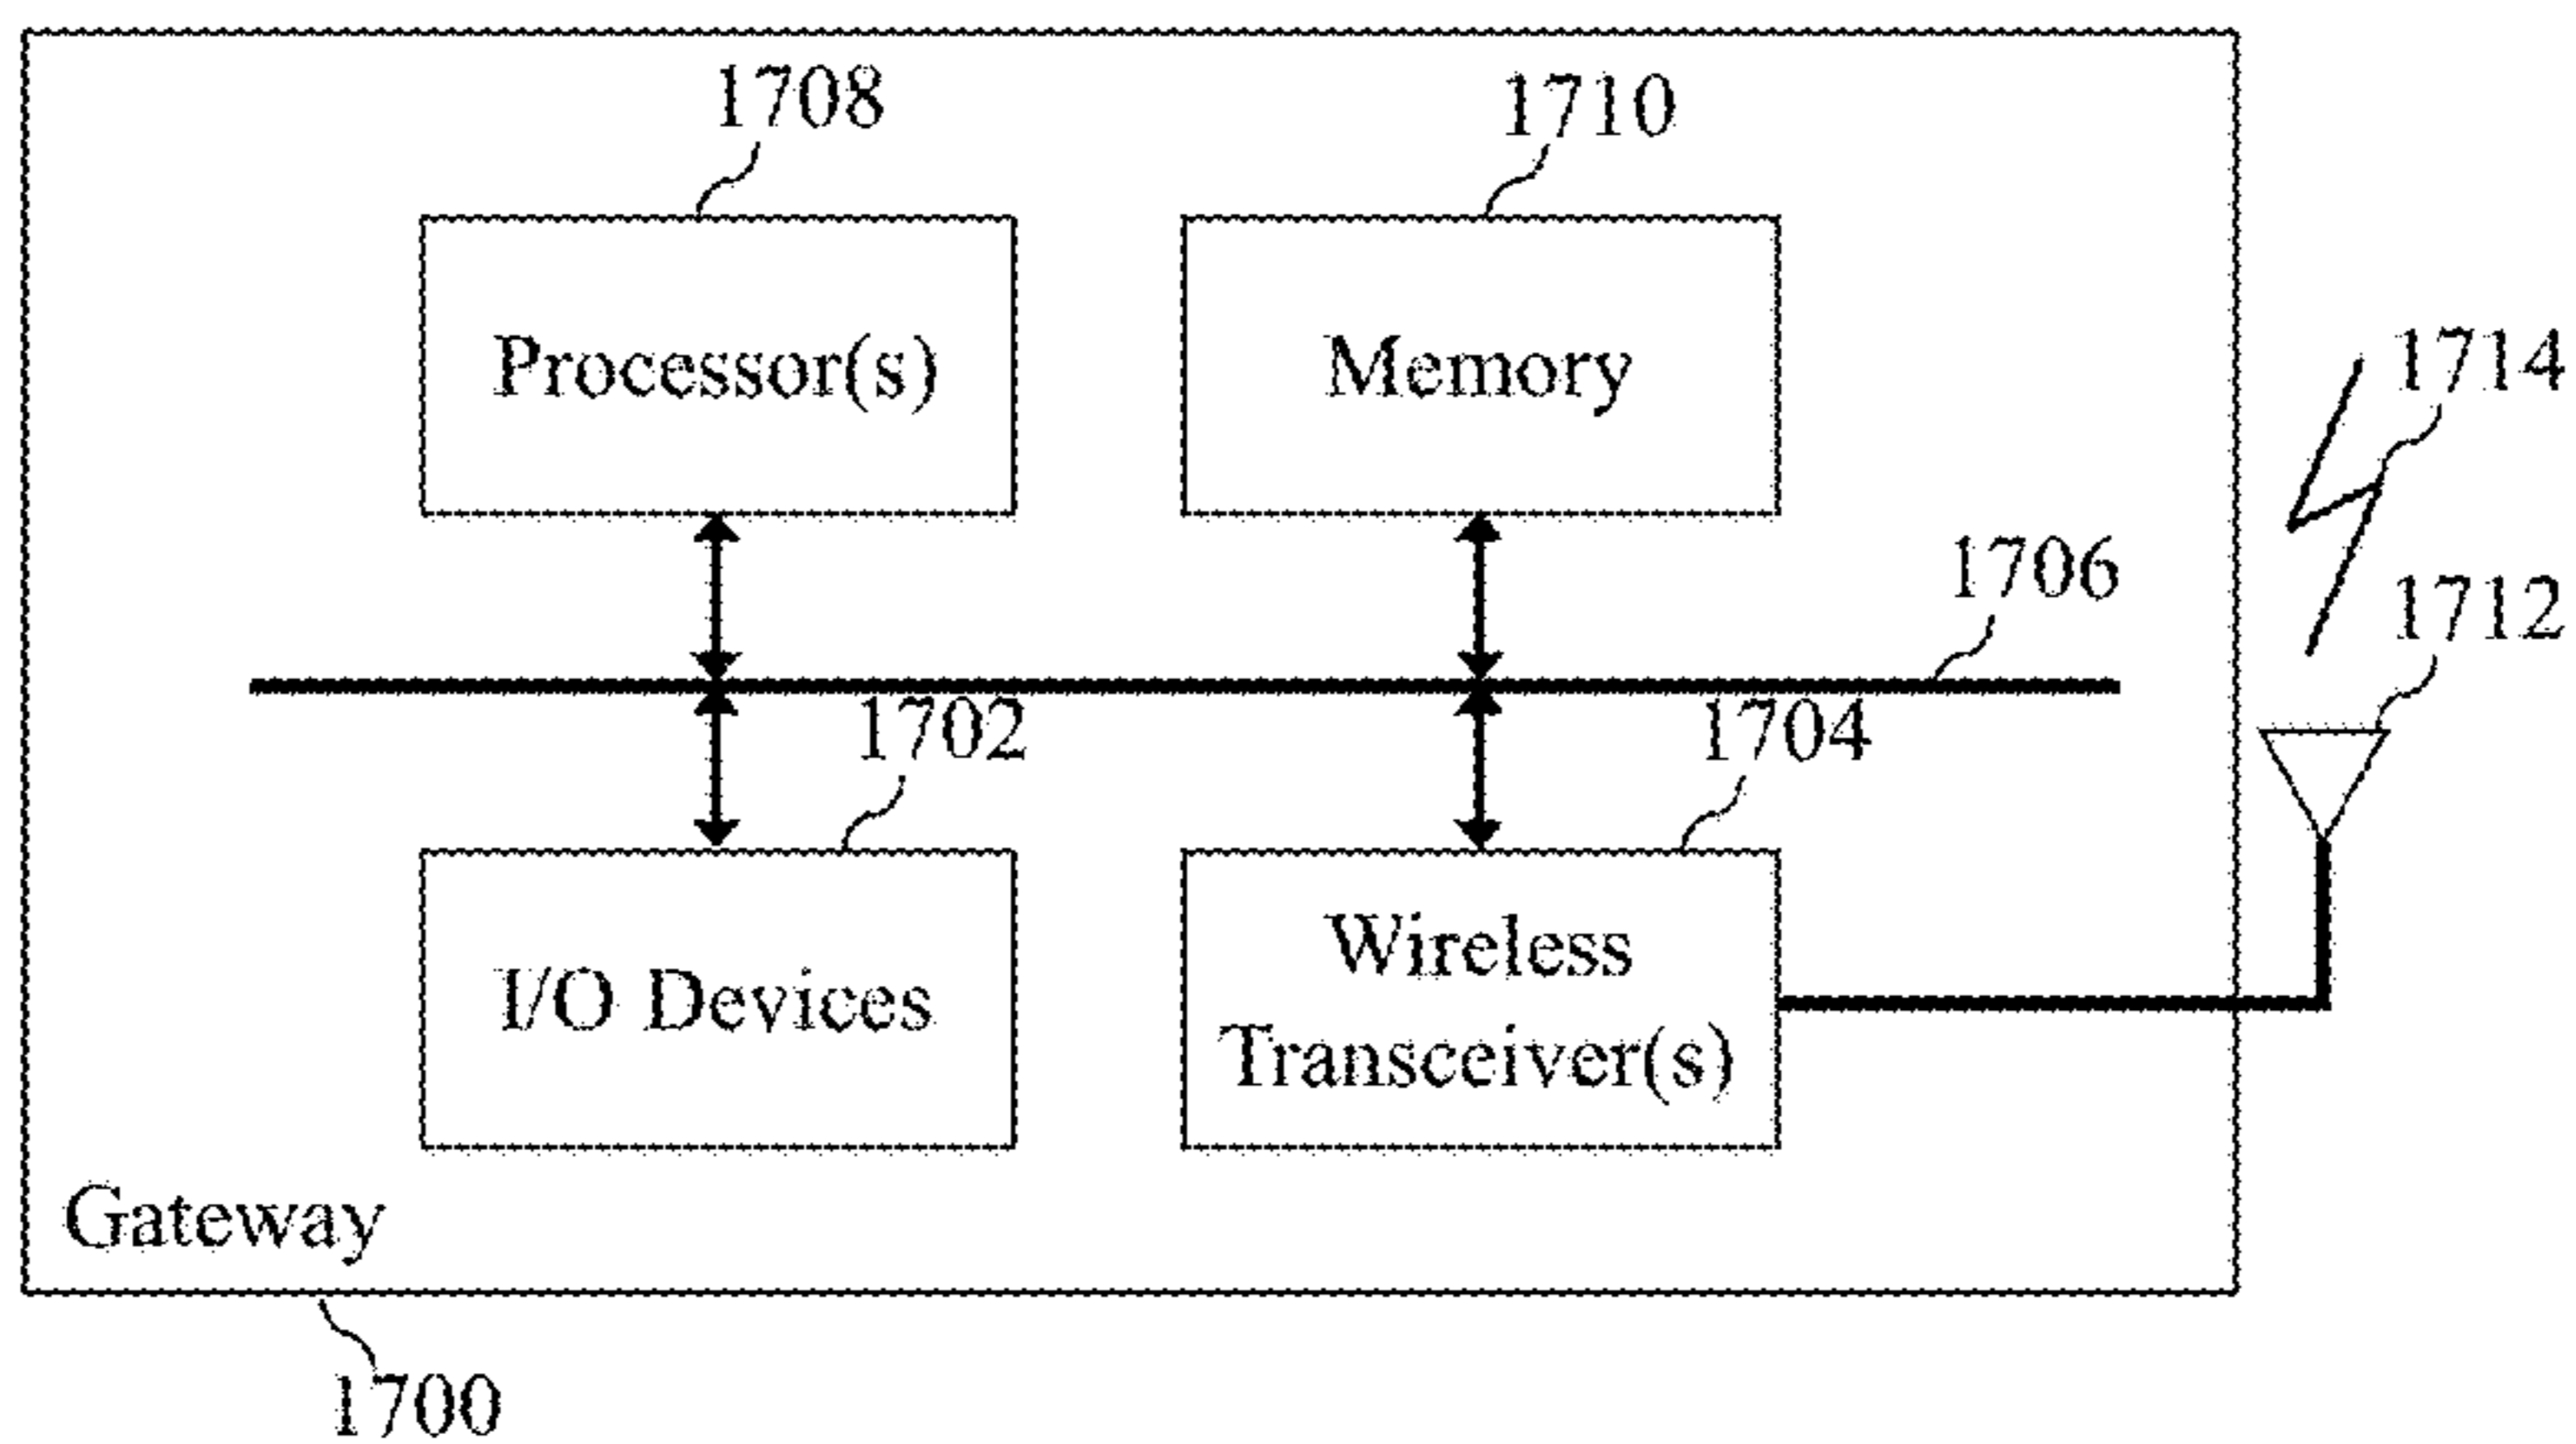 1708
1710
Processor(s)
Memory
1714
1706
1712
1702
1704
I/O Devices
Wireless
Transceiver(s)
Gateway
1700